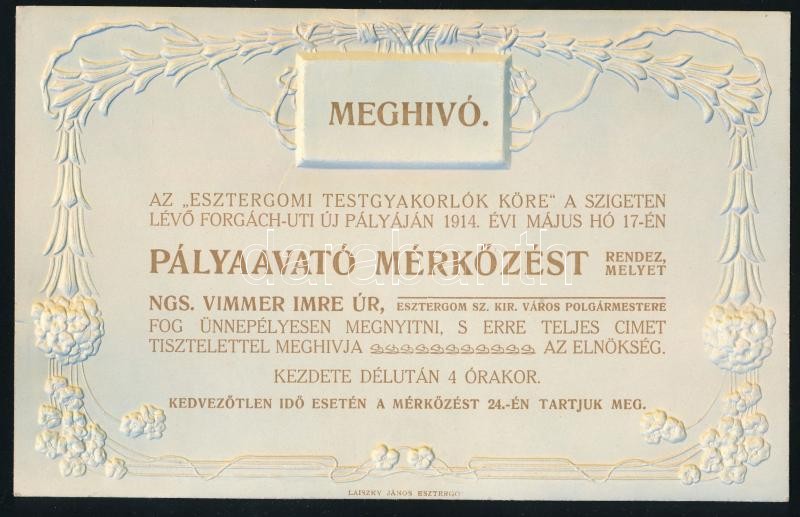 MEGHIVÓ.
AZ „ESZTERGOMI TESTGYAKORLÓK KÖRE“ A SZIGETEN
LÉVŐ FORGÁCH-UTI ÚJ PÁLYÁJÁN 1914. ÉVI MÁJUS HÓ 17-ÉN
PÁLYAAVATÓ MÉRKŐZÉST RENDEZ,
MELYET
NGS. VIMMER IMRE ÚR, ESZTERGOM SZ. KIR. VÁROS POLGÁRMESTERE
FOG ÜNNEPÉLYESEN MEGNYITNI, S ERRE TELJES CIMET
TISZTELETTEL MEGHIVJA AZ ELNÖKSÉG.
KEZDETE DÉLUTÁN 4 ÓRAKOR.
KEDVEZŐTLEN IDŐ ESETÉN A MÉRKŐZÉST 24.-ÉN TARTJUK MEG.
LAISZKY JÁNOS ESZTERGO
darabanth